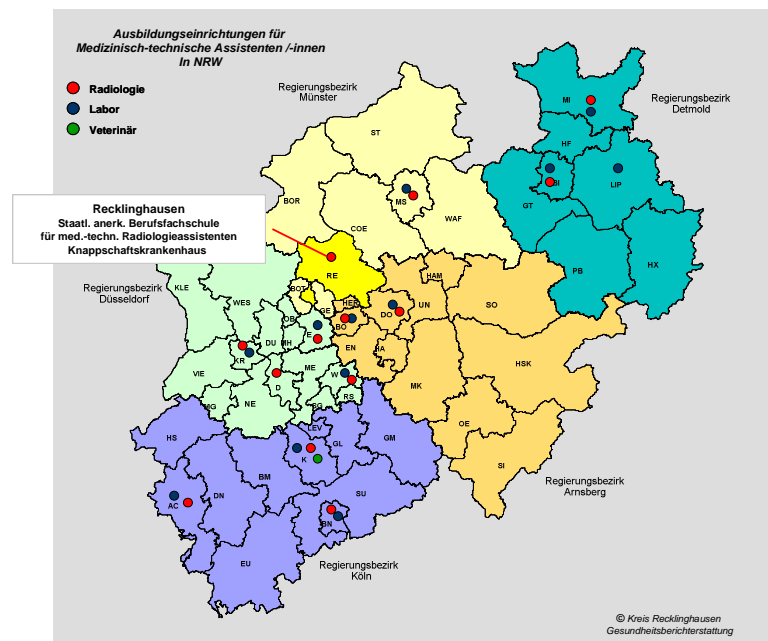 Ausbildungseinrichtungen für
Medizinisch-technische Assistenten /-innen
In NRW
Radiologie
Labor
Veterinär
Regierungsbezirk
Münster
Regierungsbezirk
Detmold
MI
HF
ST
BI
LIP
GT
MS
BOR
WAF
COE
Recklinghausen
Staatl. anerk. Berufsfachschule
für med.-techn. Radiologieassistenten
Knappschaftskrankenhaus
PB
HX
RE
HAM
Regierungsbezirk
Düsseldorf
KLE
BOT
WES
GE
HER
UN
SO
OB
DO
BO
DU
MH
E
EN
HA
KR
HSK
VIE
ME
W
D
MK
MG
NE
SG
RS
OE
LEV
HS
GL
GM
K
SI
BM
DN
SU
AC
BN
EU
Regierungsbezirk
Arnsberg
Regierungsbezirk
Köln
© Kreis Recklinghausen
Gesundheitsberichterstattung